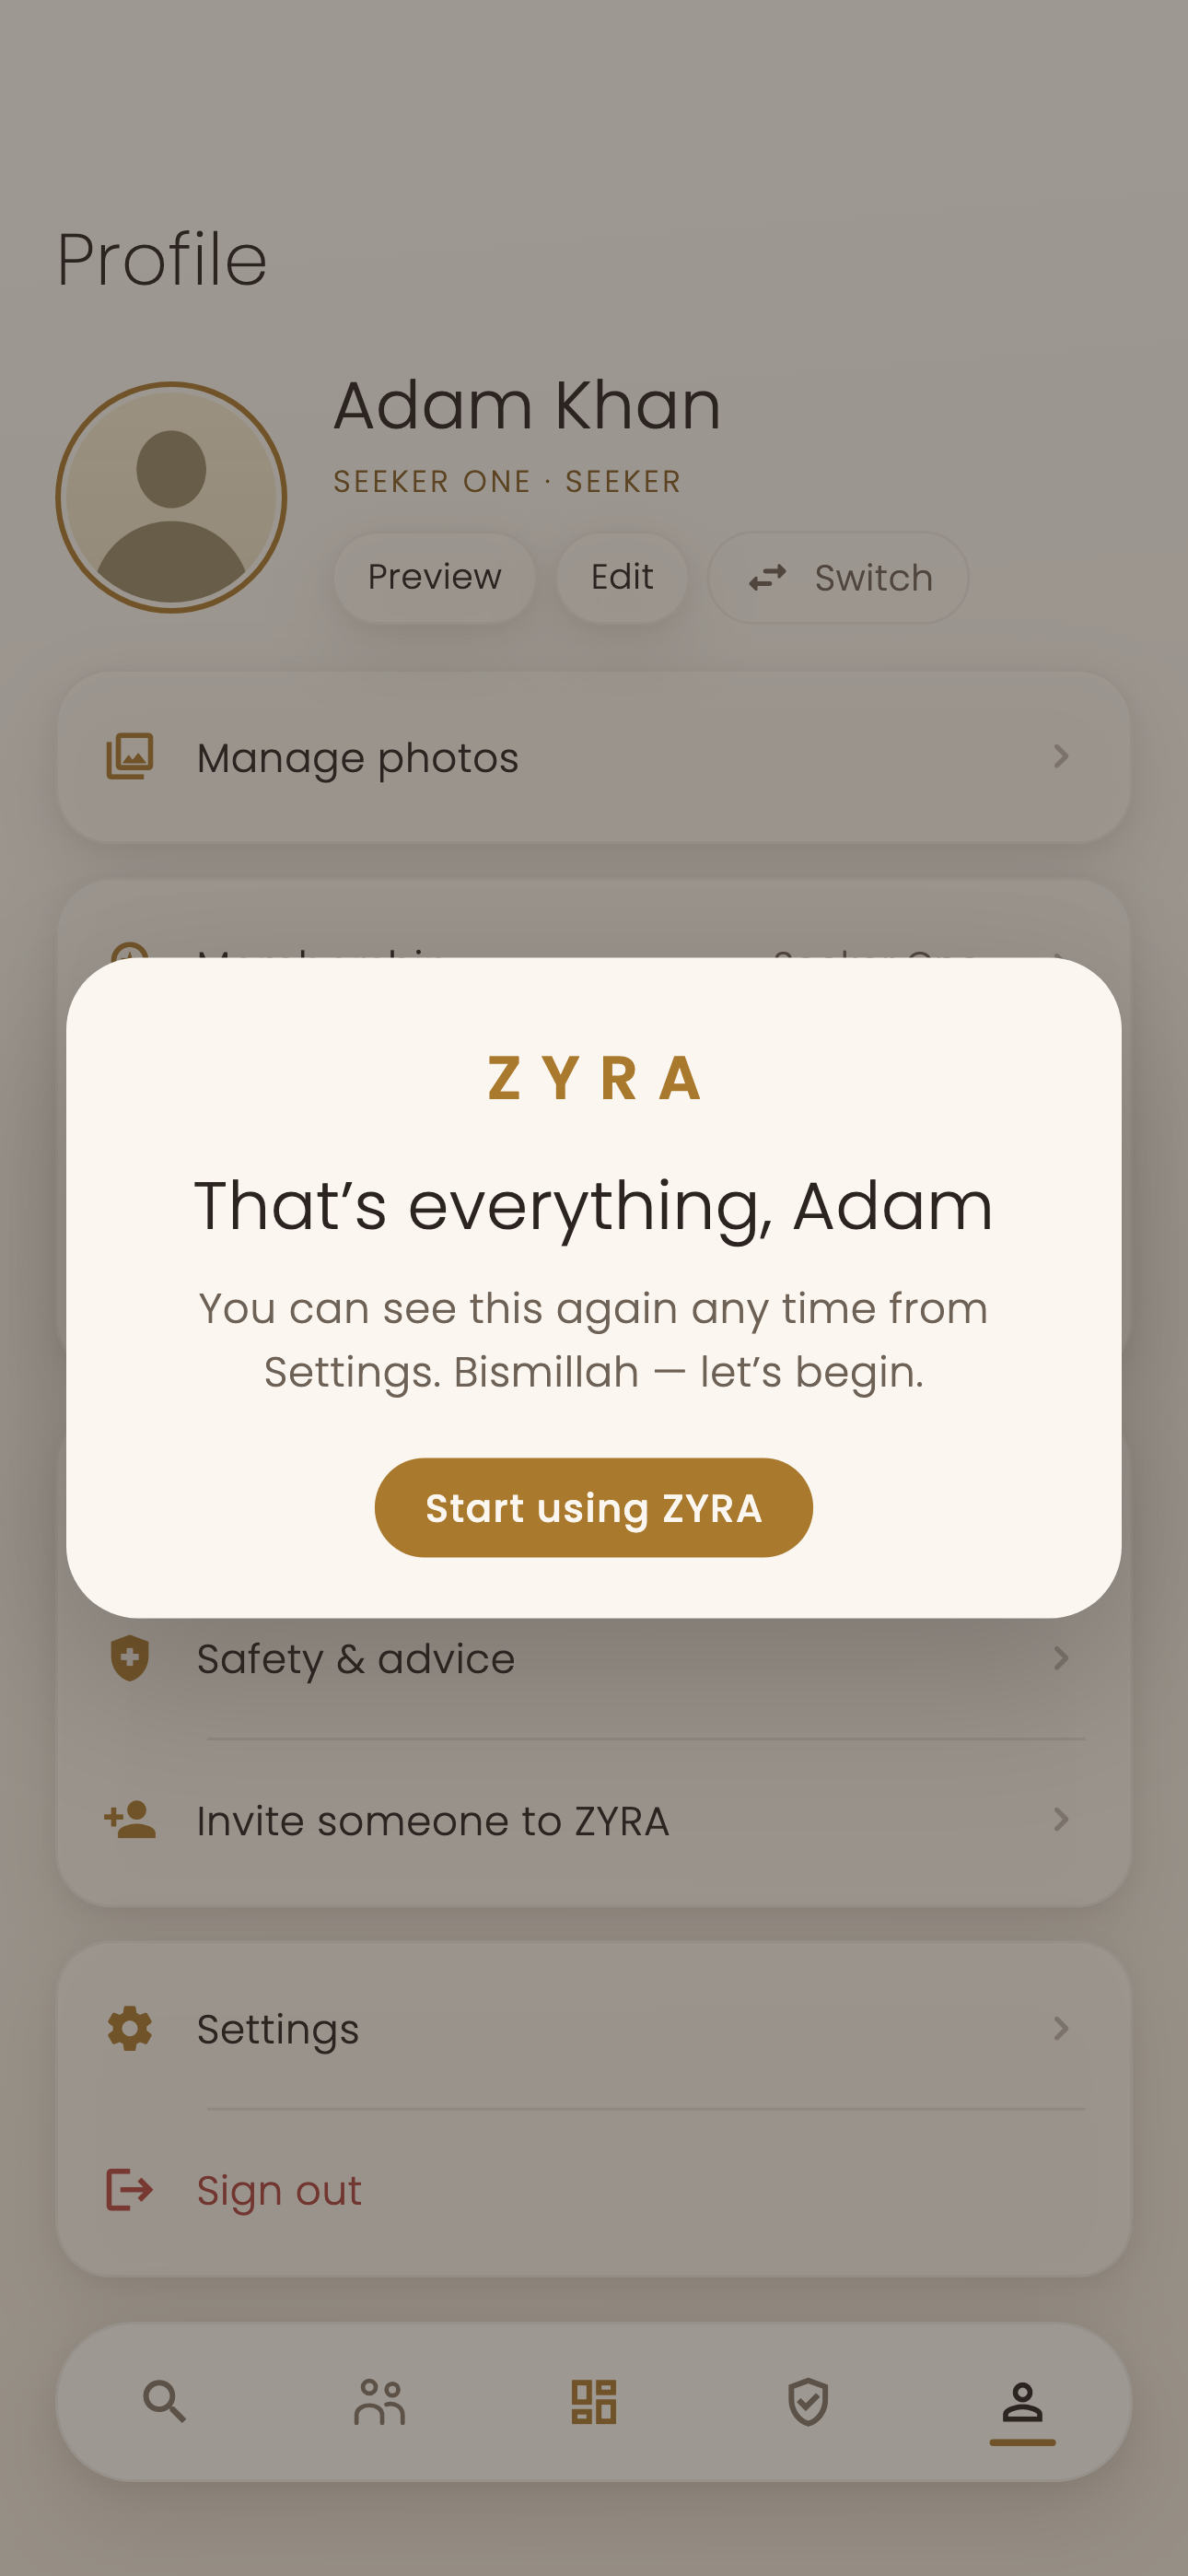 Profile
Adam Khan
SEEKER ONE · SEEKER
Preview
Edit
Switch
Manage photos
ZYRA
That’s everything, Adam
You can see this again any time from
Settings. Bismillah — let’s begin.
Start using ZYRA
Safety & advice
Invite someone to ZYRA
Settings
Sign out